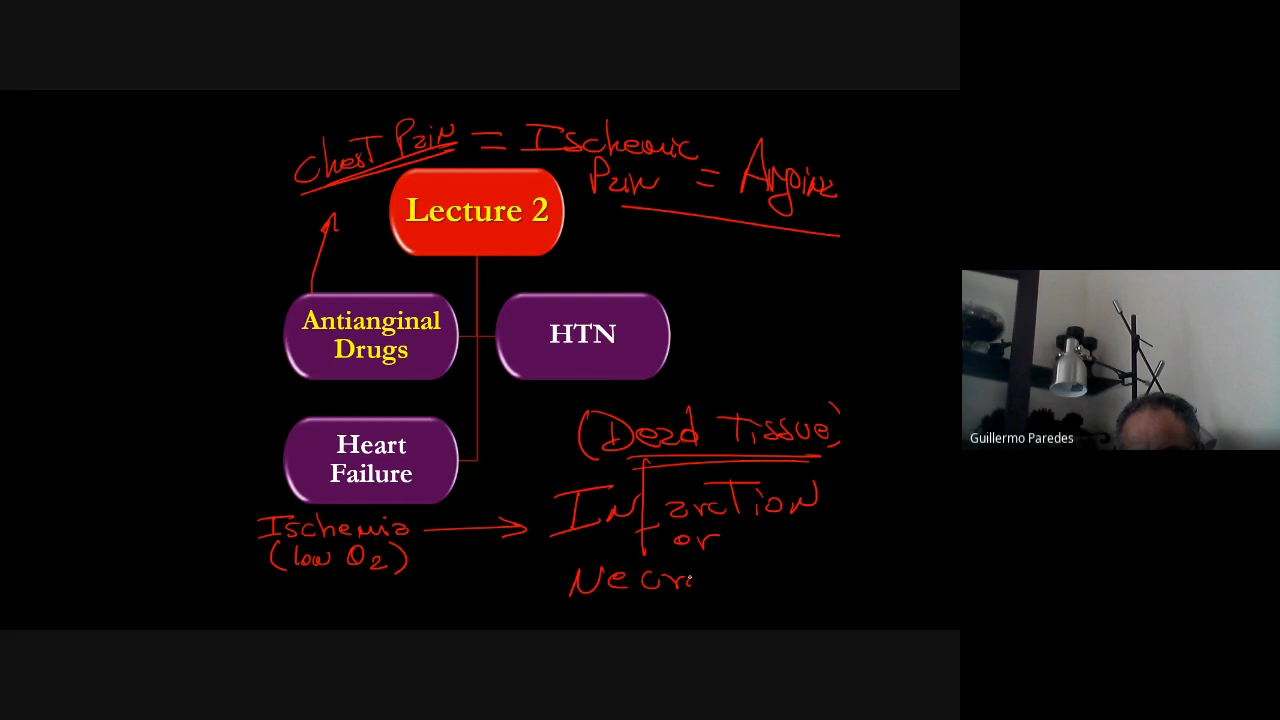 Chest Pain = Ischemic
Pain = Angina
Lecture 2
Antianginal
Drugs
HTN
Heart
Failure
(Dead Tissue)
Ischemia → Infarction
(low O2)
or
Necr
Guillermo Paredes